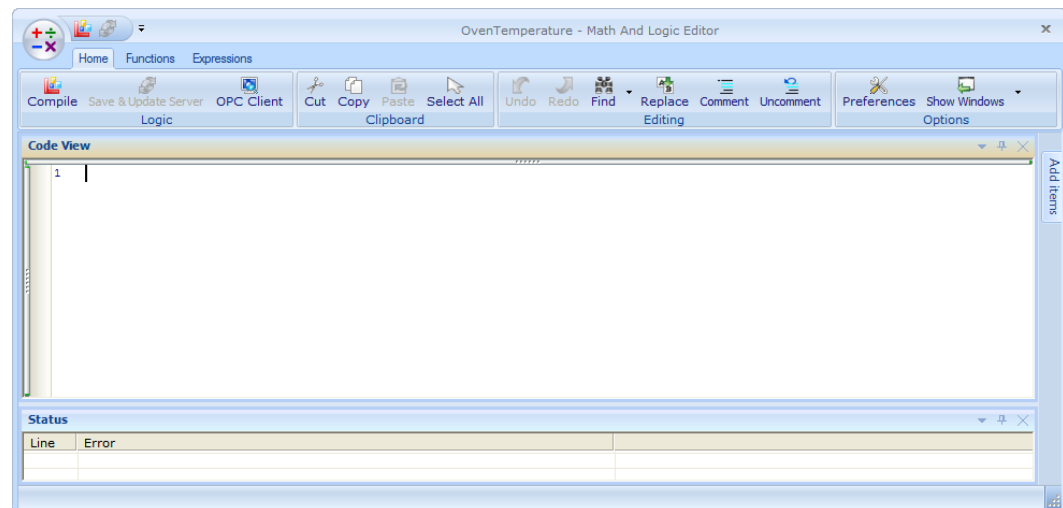 OvenTemperature - Math And Logic Editor
Home Functions Expressions
Compile Save & Update Server OPC Client Cut Copy Paste Select All Undo Redo Find Replace Comment Uncomment Preferences Show Windows
Logic Clipboard Editing Options
Code View
1
Add items
Status
Line Error